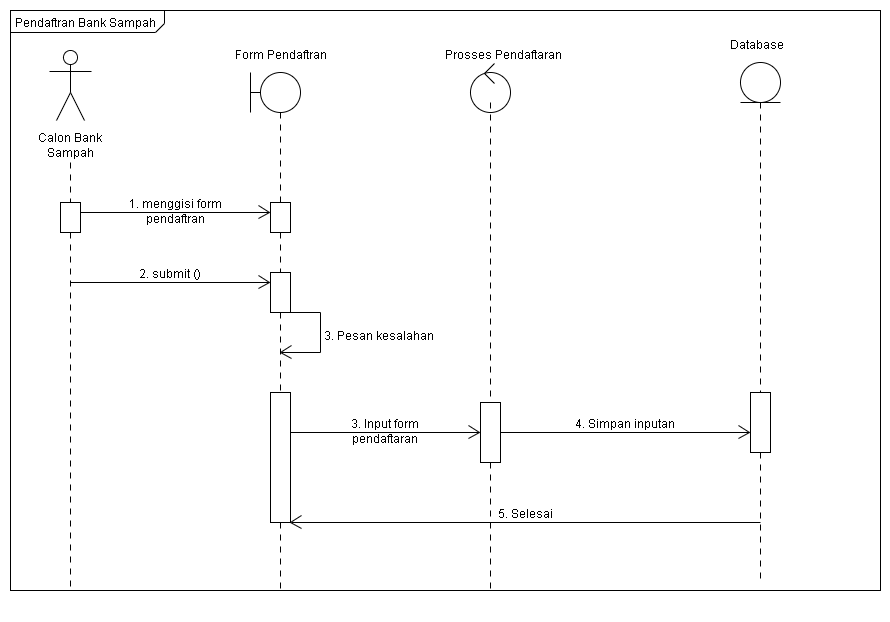 Pendaftran Bank Sampah
Form Pendaftran
Prosses Pendaftaran
Database
Calon Bank
Sampah
1. menggisi form
pendaftran
2. submit ()
3. Pesan kesalahan
3. Input form
pendaftaran
4. Simpan inputan
5. Selesai